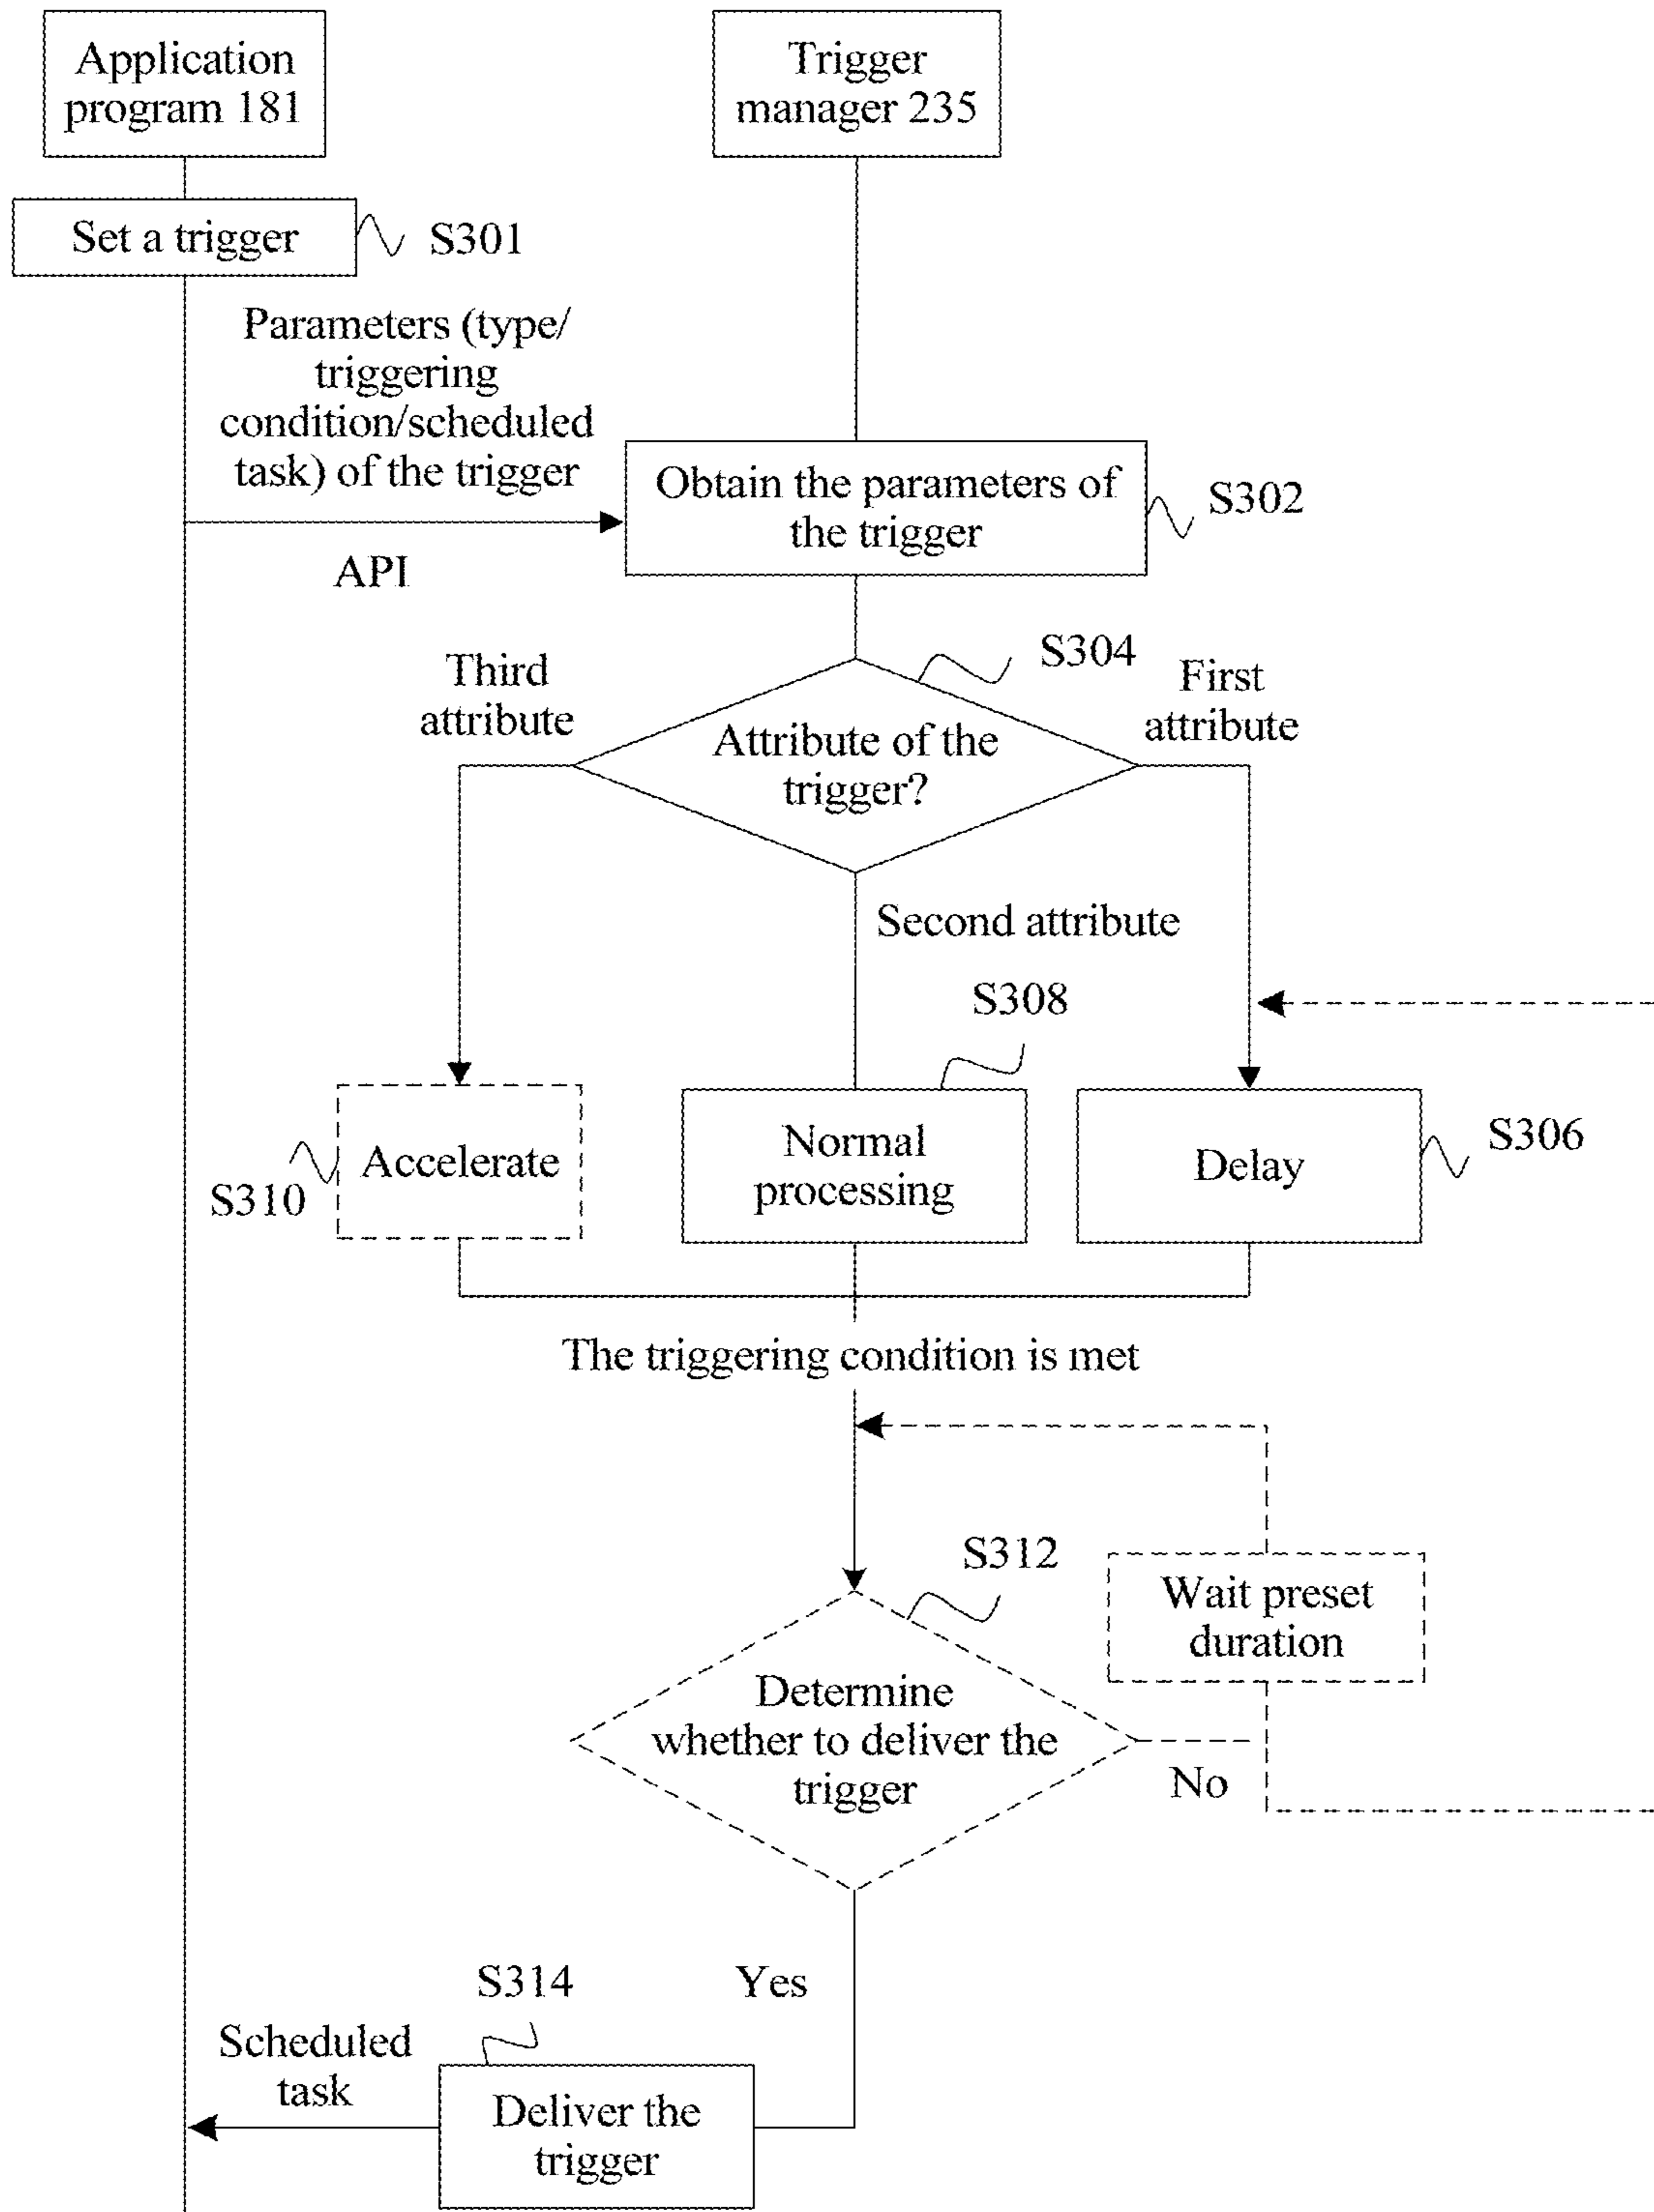 Application
program 181
Trigger
manager 235
Set a trigger
S301
Parameters (type/
triggering
condition/scheduled
task) of the trigger
API
Obtain the parameters of
the trigger
S302
S304
Third
attribute
First
attribute
Attribute of the
trigger?
Second attribute
S308
S310
Accelerate
Normal
processing
Delay
S306
The triggering condition is met
S312
Wait preset
duration
Determine
whether to deliver the
trigger
No
Yes
S314
Scheduled
task
Deliver the
trigger